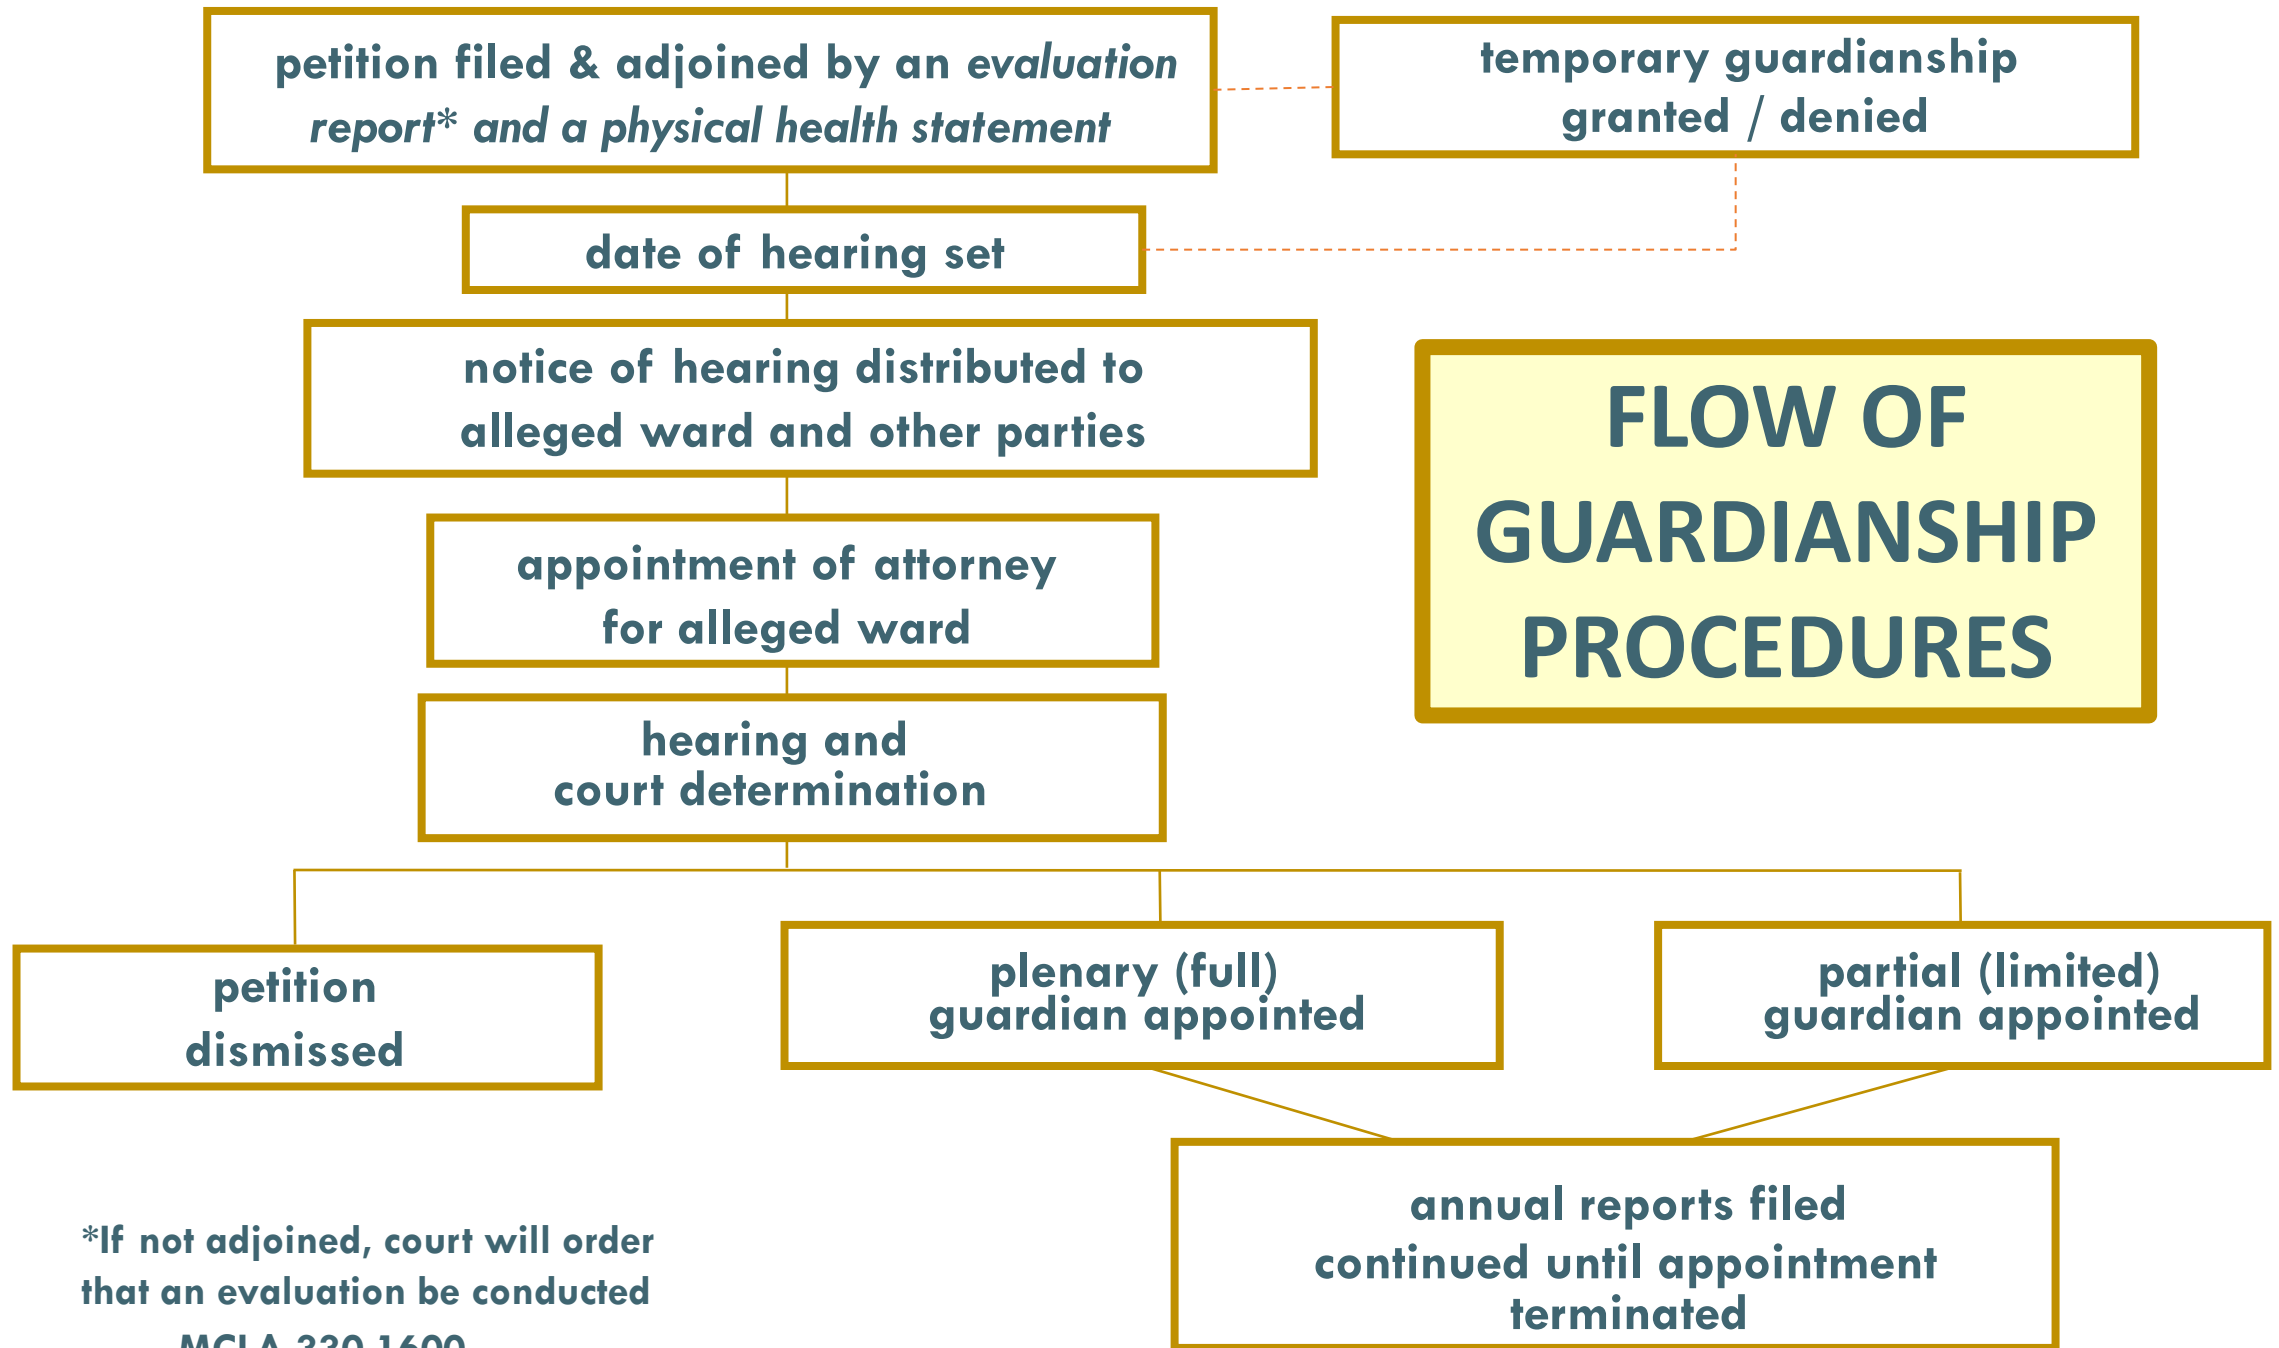 petition filed & adjoined by an evaluation
report* and a physical health statement
temporary guardianship
granted / denied
date of hearing set
notice of hearing distributed to
alleged ward and other parties
FLOW OF
GUARDIANSHIP
PROCEDURES
appointment of attorney
for alleged ward
hearing and
court determination
petition
dismissed
plenary (full)
guardian appointed
partial (limited)
guardian appointed
annual reports filed
continued until appointment
terminated
*If not adjoined, court will order
that an evaluation be conducted
MCLA 330.1600